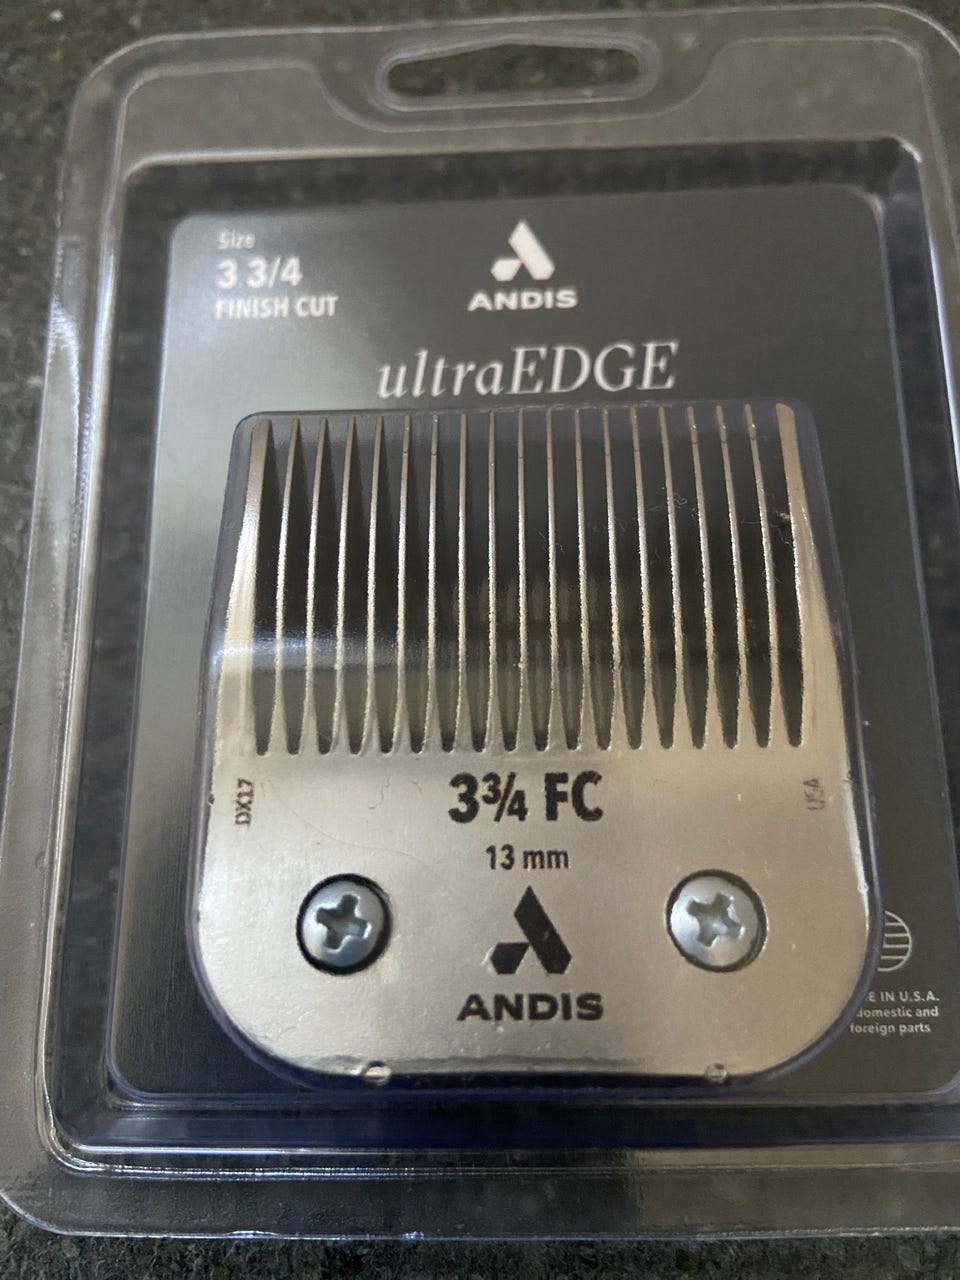 Size
3 3/4
FINISH CUT
ANDIS
ultraEDGE
DX17
USA
3¾ FC
13 mm
ANDIS
E IN U.S.A.
domestic and
foreign parts